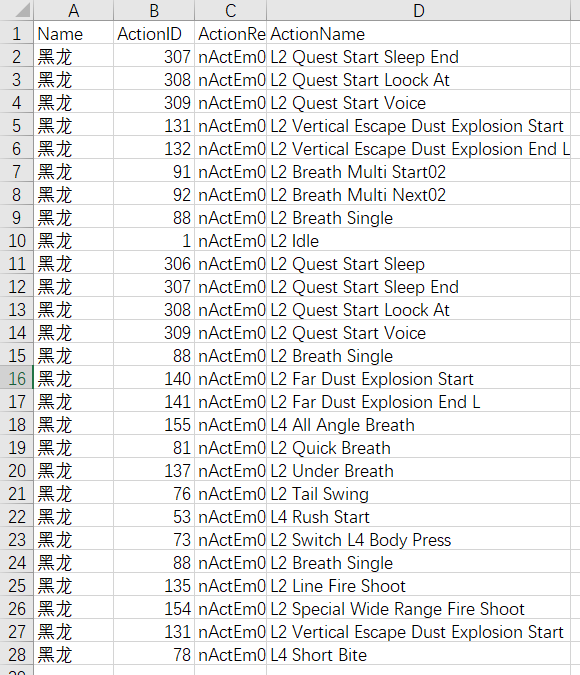 A B C D
1 Name ActionID ActionRe ActionName
2 黑龙 307 nActEm0 L2 Quest Start Sleep End
3 黑龙 308 nActEm0 L2 Quest Start Loock At
4 黑龙 309 nActEm0 L2 Quest Start Voice
5 黑龙 131 nActEm0 L2 Vertical Escape Dust Explosion Start
6 黑龙 132 nActEm0 L2 Vertical Escape Dust Explosion End L
7 黑龙 91 nActEm0 L2 Breath Multi Start02
8 黑龙 92 nActEm0 L2 Breath Multi Next02
9 黑龙 88 nActEm0 L2 Breath Single
10 黑龙 1 nActEm0 L2 Idle
11 黑龙 306 nActEm0 L2 Quest Start Sleep
12 黑龙 307 nActEm0 L2 Quest Start Sleep End
13 黑龙 308 nActEm0 L2 Quest Start Loock At
14 黑龙 309 nActEm0 L2 Quest Start Voice
15 黑龙 88 nActEm0 L2 Breath Single
16 黑龙 140 nActEm0 L2 Far Dust Explosion Start
17 黑龙 141 nActEm0 L2 Far Dust Explosion End L
18 黑龙 155 nActEm0 L4 All Angle Breath
19 黑龙 81 nActEm0 L2 Quick Breath
20 黑龙 137 nActEm0 L2 Under Breath
21 黑龙 76 nActEm0 L2 Tail Swing
22 黑龙 53 nActEm0 L4 Rush Start
23 黑龙 73 nActEm0 L2 Switch L4 Body Press
24 黑龙 88 nActEm0 L2 Breath Single
25 黑龙 135 nActEm0 L2 Line Fire Shoot
26 黑龙 154 nActEm0 L2 Special Wide Range Fire Shoot
27 黑龙 131 nActEm0 L2 Vertical Escape Dust Explosion Start
28 黑龙 78 nActEm0 L4 Short Bite